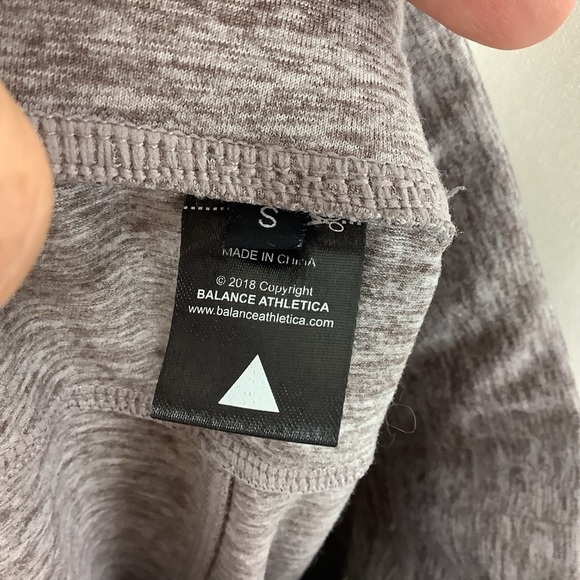 S
MADE IN CHINA
© 2018 Copyright
BALANCE ATHLETICA
www.balanceathletica.com